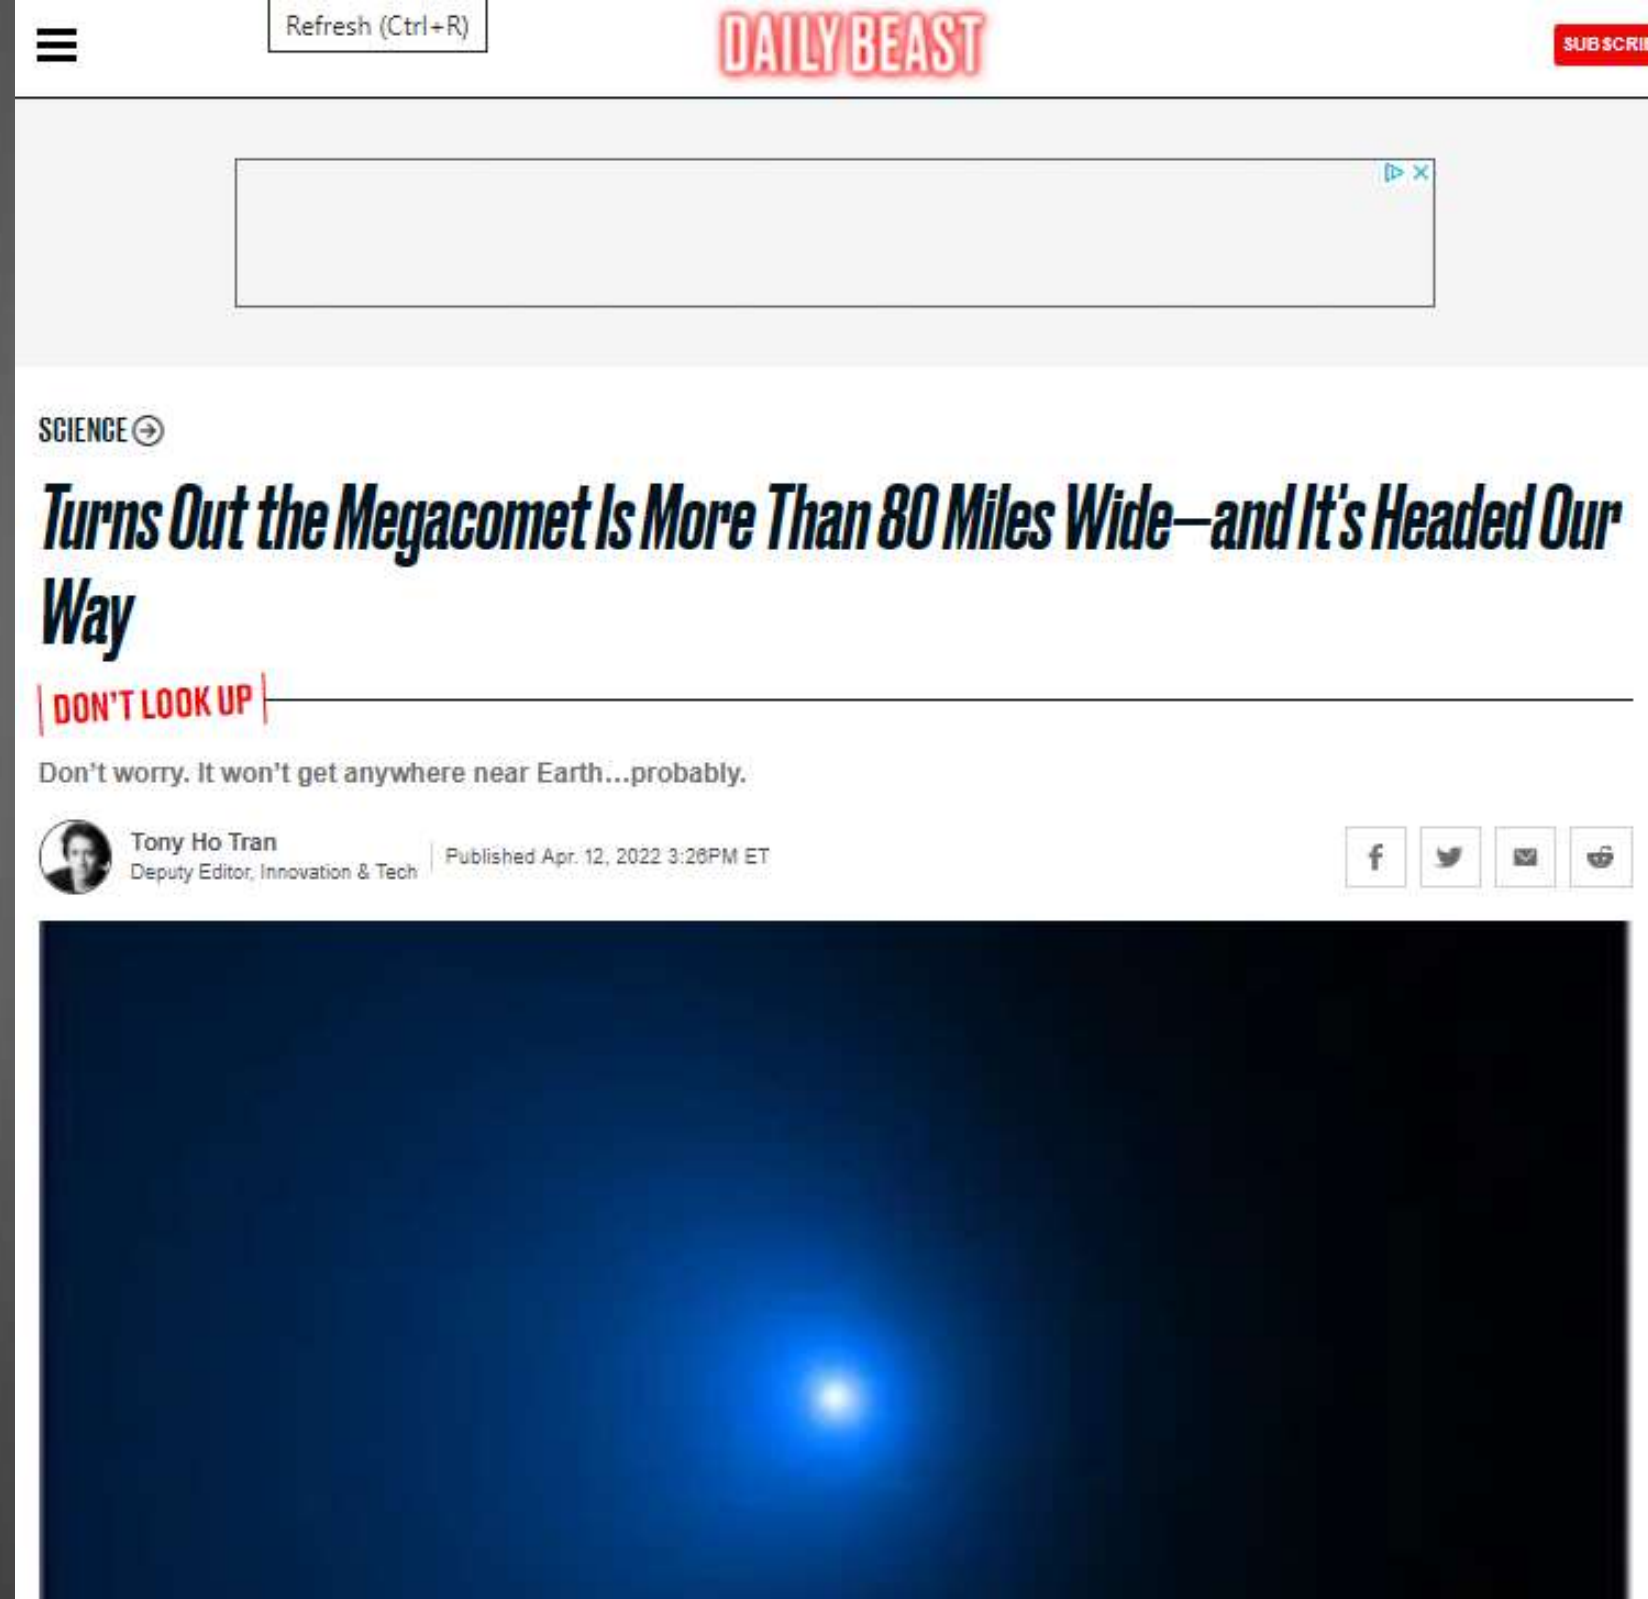 Refresh (Ctrl+R)
DAILY BEAST
SCIENCE
Turns Out the Megacomet Is More Than 80 Miles Wide—and It's Headed Our
Way
DON'T LOOK UP
Don't worry. It won't get anywhere near Earth...probably.
Tony Ho Tran
Deputy Editor, Innovation & Tech
Published Apr. 12, 2022 3:26PM ET